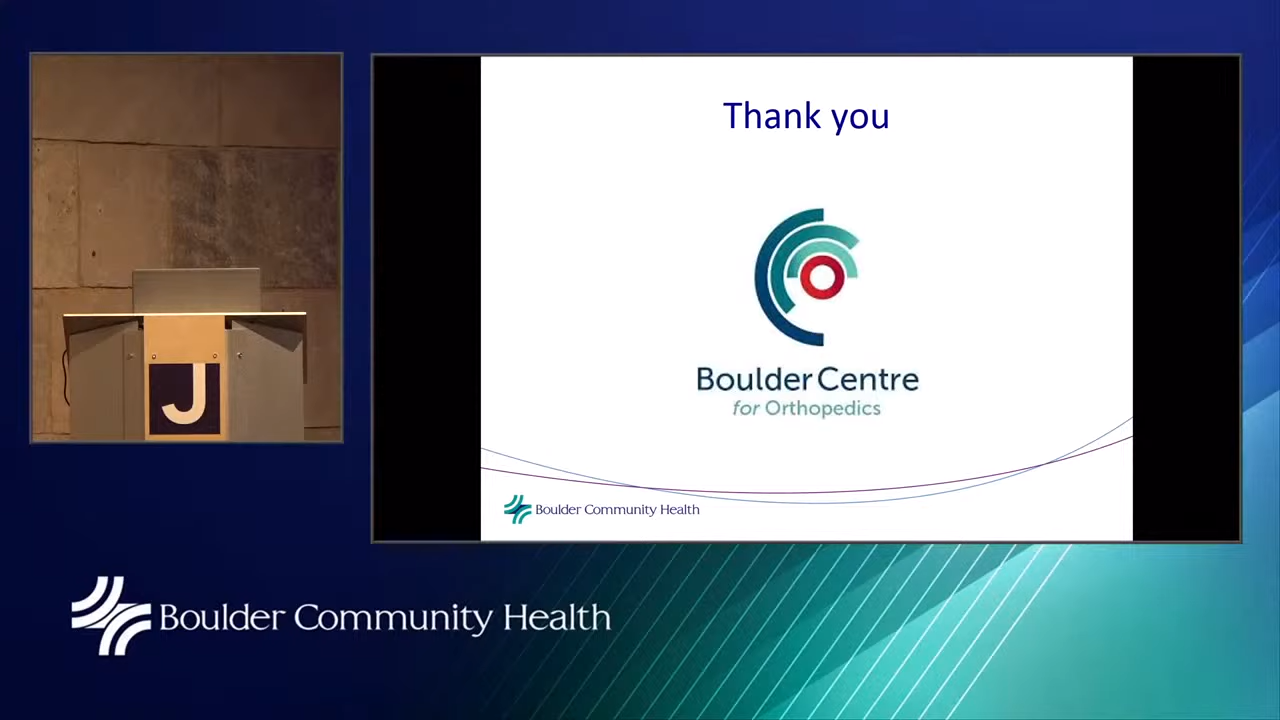 Thank you
Boulder Centre
for Orthopedics
Boulder Community Health
J
Boulder Community Health